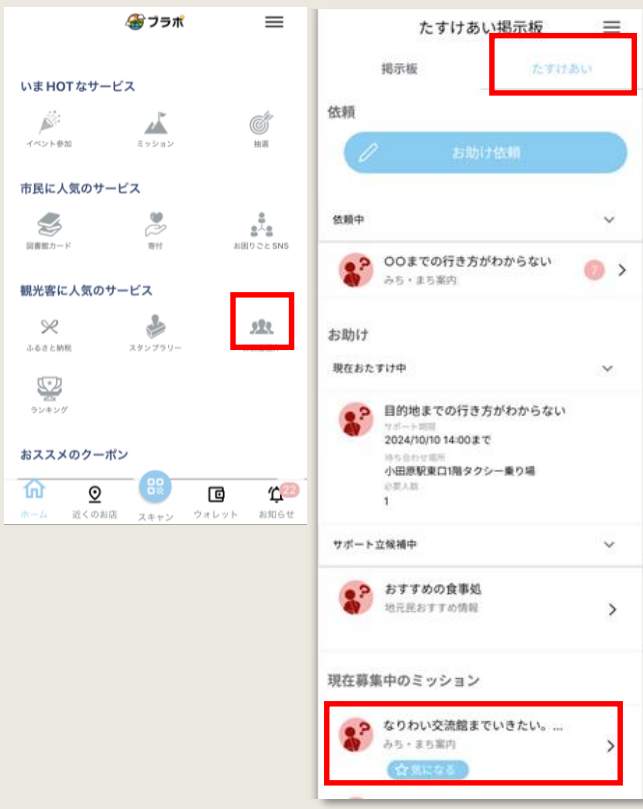 ブラボ
いまHOTなサービス
イベント参加
ミッション
抽選
市民に人気のサービス
図書館カード
寄付
お困りごとSNS
観光客に人気のサービス
ふるさと納税
スタンプラリー
ランキング
おススメのクーポン
22
ホーム
近くのお店
スキャン
ウォレット
お知らせ
たすけあい掲示板
掲示板
たすけあい
依頼
お助け依頼
依頼中
〇〇までの行き方がわからない
みち・まち案内
7
お助け
現在おたすけ中
目的地までの行き方がわからない
サポート期間
2024/10/10 14:00まで
待ち合わせ場所
小田原駅東口1階タクシー乗り場
必要人数
1
サポート立候補中
おすすめの食事処
地元民おすすめ情報
現在募集中のミッション
なりわい交流館までいきたい。...
みち・まち案内
気になる